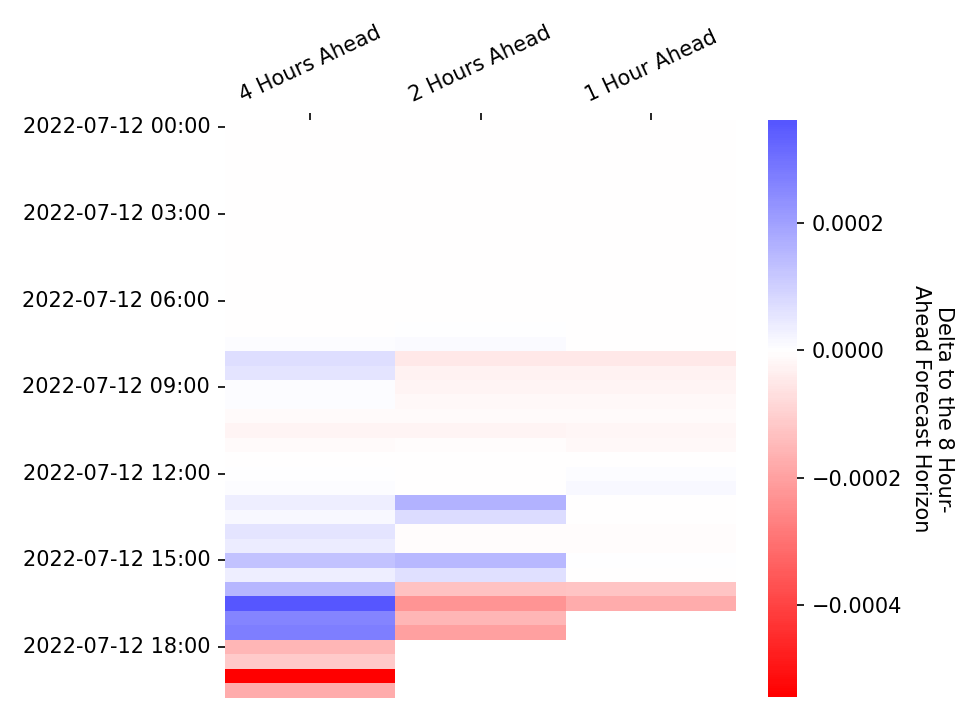 4 Hours Ahead
2 Hours Ahead
1 Hour Ahead
2022-07-12 00:00
2022-07-12 03:00
2022-07-12 06:00
2022-07-12 09:00
2022-07-12 12:00
2022-07-12 15:00
2022-07-12 18:00
0.0002
0.0000
−0.0002
−0.0004
Delta to the 8 Hour-
Ahead Forecast Horizon